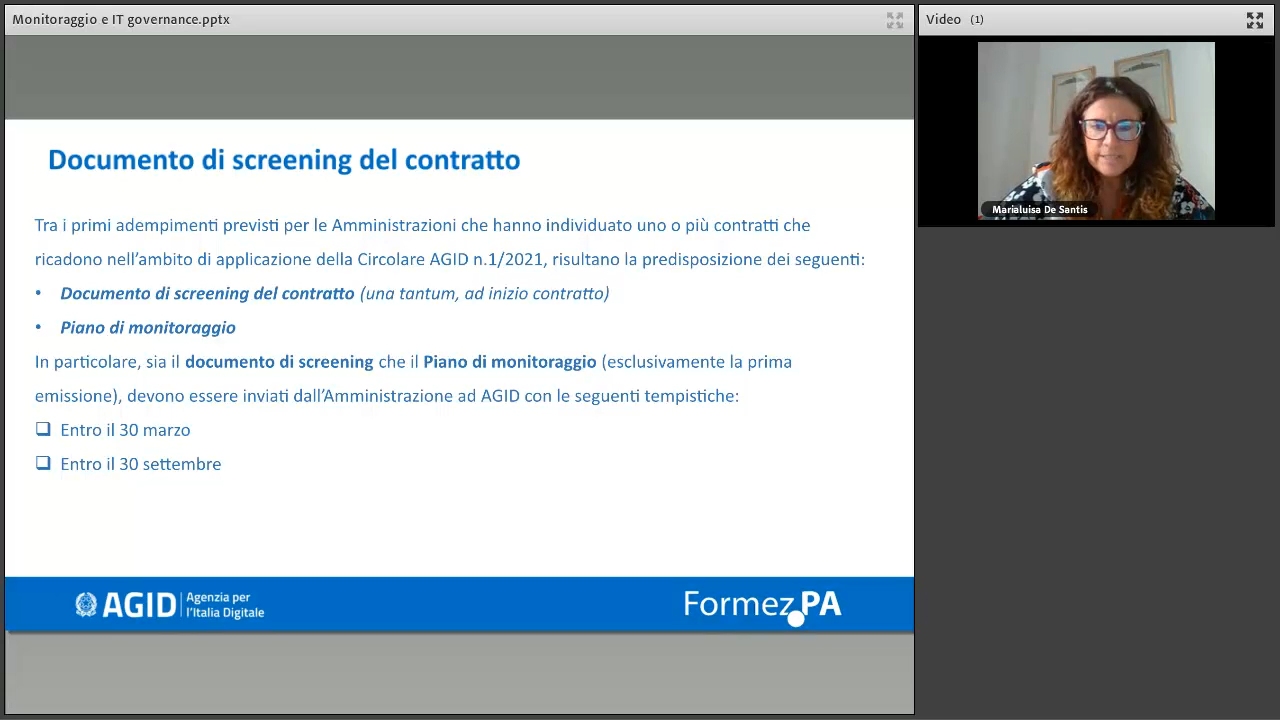 Monitoraggio e IT governance.pptx
Video (1)
Marialuisa De Santis
Documento di screening del contratto
Tra i primi adempimenti previsti per le Amministrazioni che hanno individuato uno o più contratti che
ricadono nell’ambito di applicazione della Circolare AGID n.1/2021, risultano la predisposizione dei seguenti:
• Documento di screening del contratto (una tantum, ad inizio contratto)
• Piano di monitoraggio
In particolare, sia il documento di screening che il Piano di monitoraggio (esclusivamente la prima
emissione), devono essere inviati dall’Amministrazione ad AGID con le seguenti tempistiche:
❑ Entro il 30 marzo
❑ Entro il 30 settembre
AGID Agenzia per
l’Italia Digitale
Formez PA